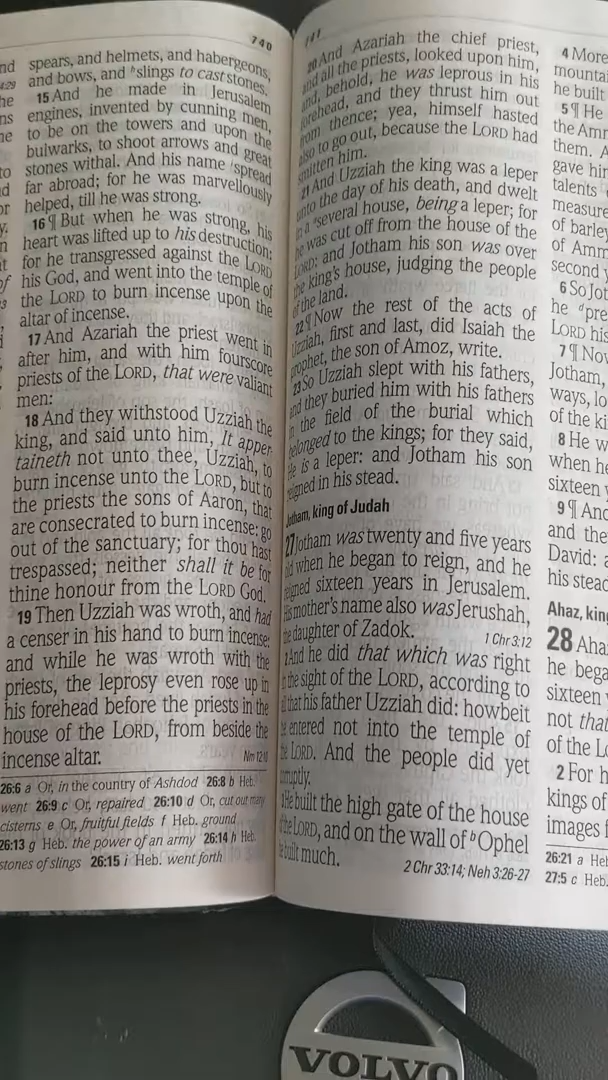 740
spears, and helmets, and habergeons,
and bows, and h slings to cast stones.
15 And he made in Jerusalem
engines, invented by cunning men,
to be on the towers and upon the
bulwarks, to shoot arrows and great
stones withal. And his name i spread
far abroad; for he was marvellously
helped, till he was strong.
16 ¶ But when he was strong, his
heart was lifted up to his destruction:
for he transgressed against the LORD
his God, and went into the temple of
the LORD to burn incense upon the
altar of incense.
17 And Azariah the priest went in
after him, and with him fourscore
priests of the LORD, that were valiant
men:
18 And they withstood Uzziah the
king, and said unto him, It apper-
taineth not unto thee, Uzziah, to
burn incense unto the LORD, but to
the priests the sons of Aaron, that
are consecrated to burn incense: go
out of the sanctuary; for thou hast
trespassed; neither shall it be for
thine honour from the LORD God.
19 Then Uzziah was wroth, and had
a censer in his hand to burn incense:
and while he was wroth with the
priests, the leprosy even rose up in
his forehead before the priests in the
house of the LORD, from beside the
incense altar.
Nm 12:10
26:6 a Or, in the country of Ashdod 26:8 b Heb.
went 26:9 c Or, repaired 26:10 d Or, cut out many
cisterns e Or, fruitful fields f Heb. ground
26:13 g Heb. the power of an army 26:14 h Heb.
stones of slings 26:15 i Heb. went forth
741
20 And Azariah the chief priest,
and all the priests, looked upon him,
and, behold, he was leprous in his
forehead, and they thrust him out
from thence; yea, himself hasted
also to go out, because the LORD had
smitten him.
21 And Uzziah the king was a leper
unto the day of his death, and dwelt
in a a several house, being a leper; for
he was cut off from the house of the
LORD: and Jotham his son was over
the king's house, judging the people
of the land.
22 ¶ Now the rest of the acts of
Uzziah, first and last, did Isaiah the
prophet, the son of Amoz, write.
23 So Uzziah slept with his fathers,
and they buried him with his fathers
in the field of the burial which
belonged to the kings; for they said,
He is a leper: and Jotham his son
reigned in his stead.
Jotham, king of Judah
27 Jotham was twenty and five years
old when he began to reign, and he
reigned sixteen years in Jerusalem.
His mother's name also was Jerushah,
the daughter of Zadok.
1 Chr 3:12
2 And he did that which was right
in the sight of the LORD, according to
all that his father Uzziah did: howbeit
he entered not into the temple of
the LORD. And the people did yet
corruptly.
3 He built the high gate of the house
of the LORD, and on the wall of b Ophel
he built much.
2 Chr 33:14; Neh 3:26-27
4 More
mounta
he built
5 ¶ He
the Am
them. A
gave hi
talents
measure
of barley
of Amm
second y
6 So Jot
he d pre
LORD his
7 ¶ Nov
Jotham,
ways, lo
of the ki
8 He w
when he
sixteen
9 ¶ And
and the
David: a
his stead
Ahaz, king
28 Aha
he bega
sixteen
not that
of the Lo
2 For h
kings of
images f
26:21 a Heb
27:5 c Heb.
VOLVO